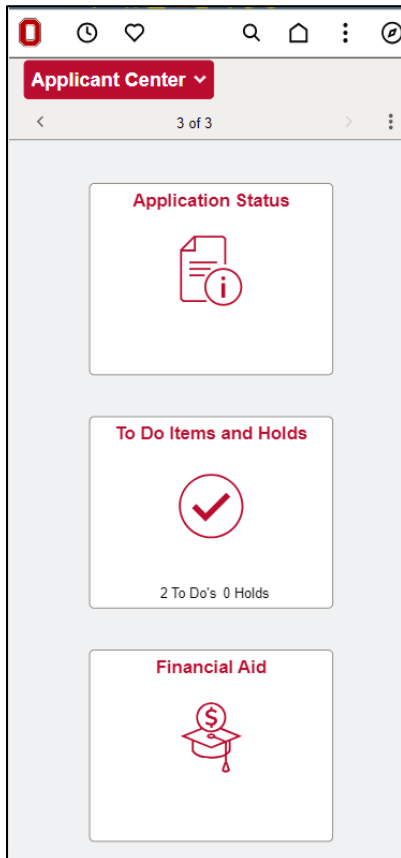 Applicant Center
3 of 3
Application Status
To Do Items and Holds
2 To Do's 0 Holds
Financial Aid